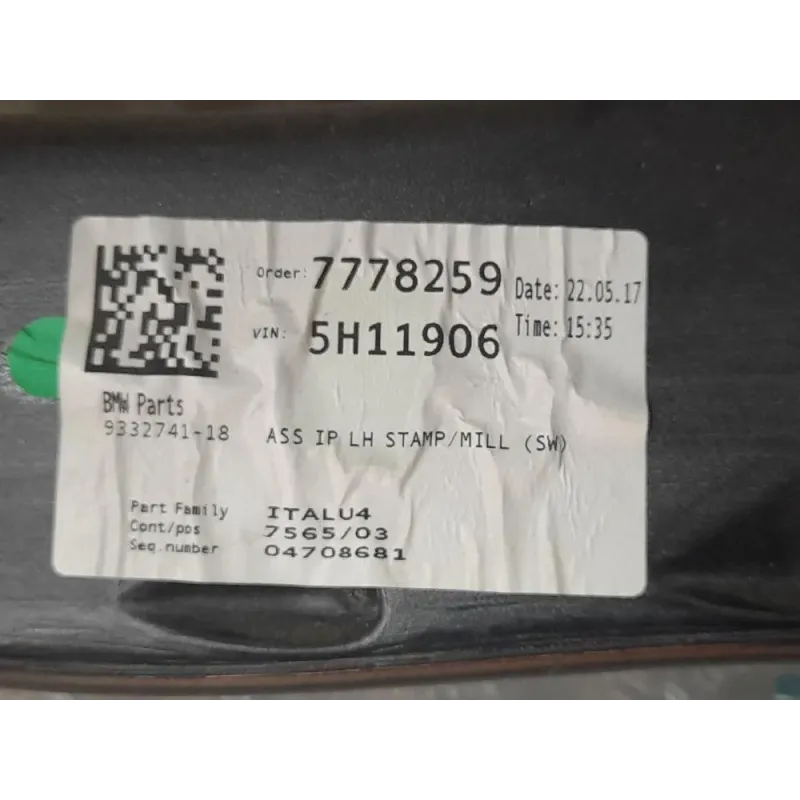 Order: 7778259 Date: 22.05.17
VIN: 5H11906 Time: 15:35
BMW Parts
9332741-18 ASS IP LH STAMP/MILL (SW)
Part Family ITALU4
Cont/pos 7565/03
Seq.number 04708681